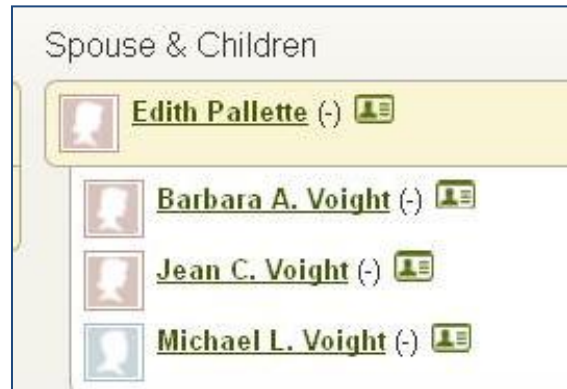 Spouse & Children
Edith Pallette (-)
Barbara A. Voight (-)
Jean C. Voight (-)
Michael L. Voight (-)